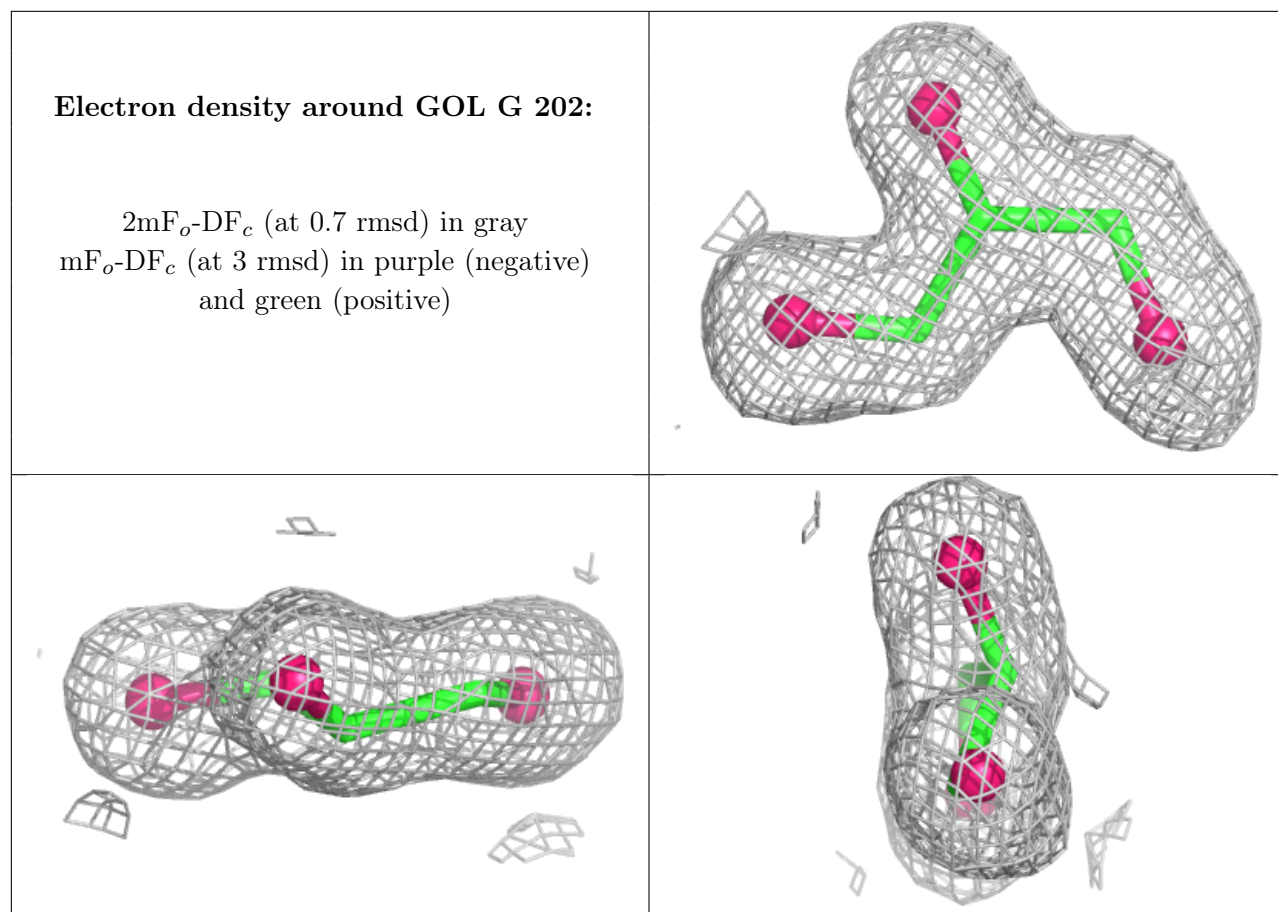 Electron density around GOL G 202:
2mFo-DFc (at 0.7 rmsd) in gray
mFo-DFc (at 3 rmsd) in purple (negative)
and green (positive)